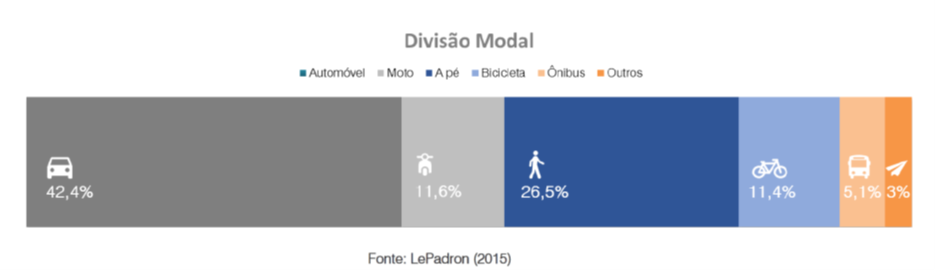 Divisão Modal
Automóvel Moto A pé Bicicleta Ônibus Outros
42,4% 11,6% 26,5% 11,4% 5,1% 3%
Fonte: LePadron (2015)